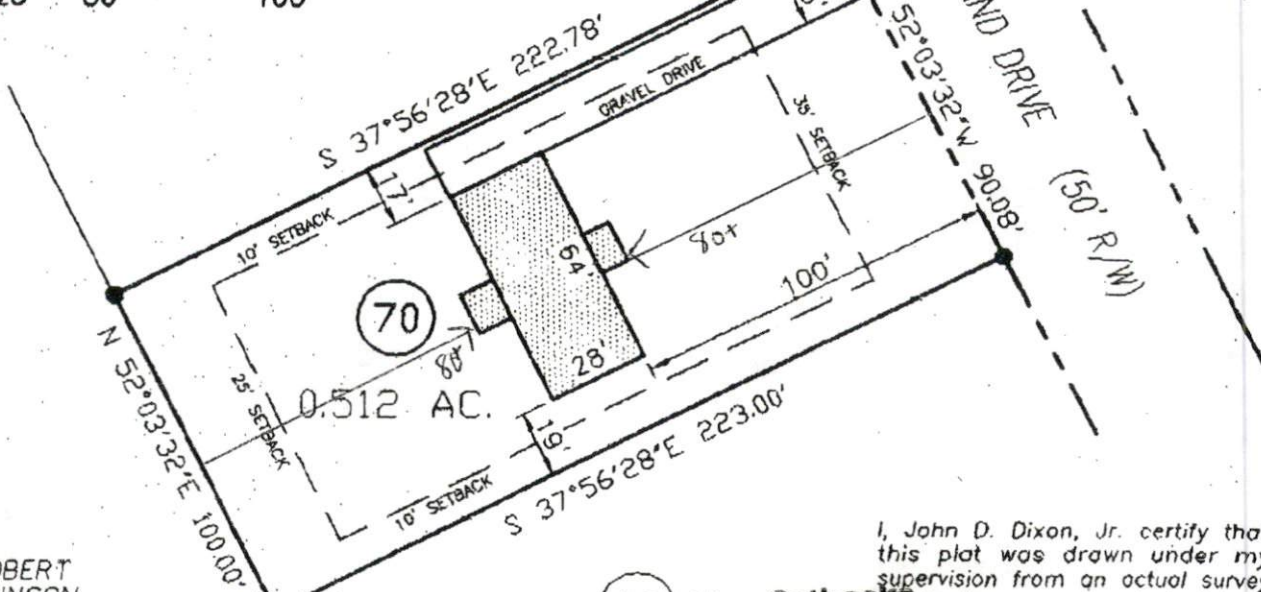 100
S 37°56'28"E 222.78'
GRAVEL DRIVE
35' SETBACK
52°03'32"W 90.08'
ND DRIVE
(50' R/W)
17'
10' SETBACK
64'
80+
100'
70
80+
28'
0.512 AC.
25' SETBACK
N 52°03'32"E 100.00'
19'
10' SETBACK
S 37°56'28"E 223.00'
I, John D. Dixon, Jr. certify tha
this plat was drawn under my
supervision from an actual surve
OBERT